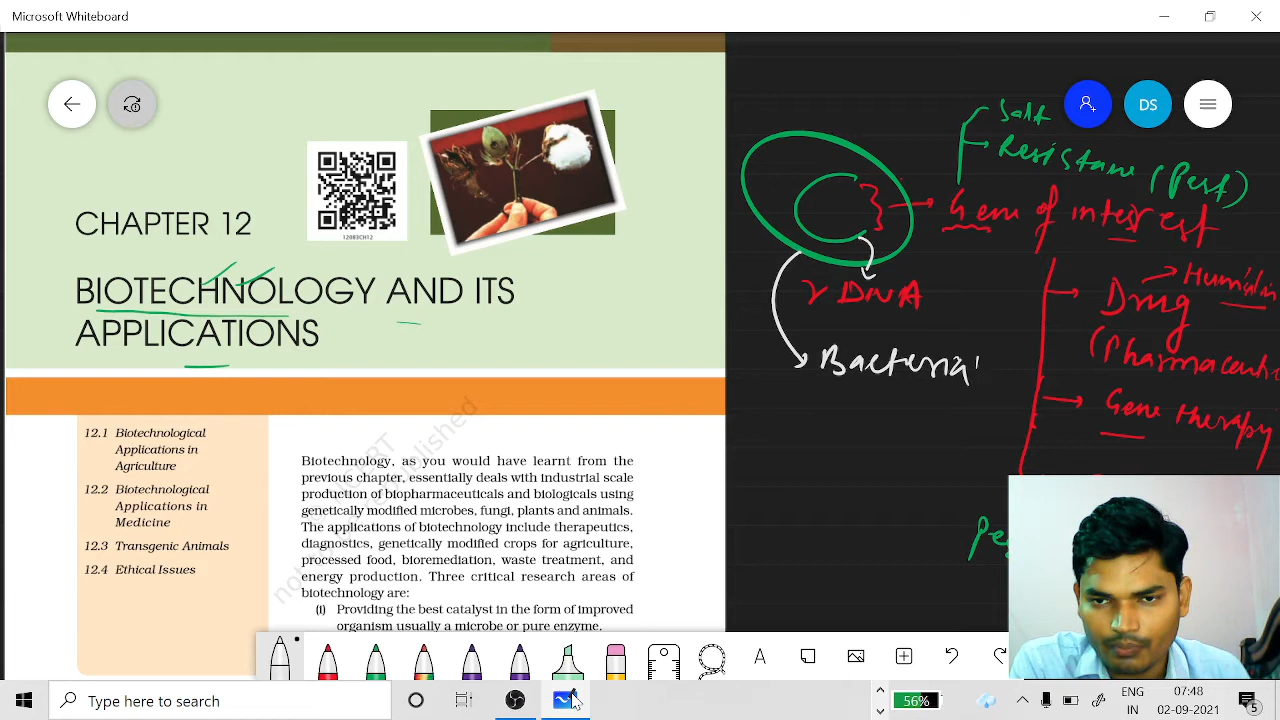 Microsoft Whiteboard
DS
CHAPTER 12
12083CH12
BIOTECHNOLOGY AND ITS
APPLICATIONS
12.1 Biotechnological
Applications in
Agriculture
12.2 Biotechnological
Applications in
Medicine
12.3 Transgenic Animals
12.4 Ethical Issues
Biotechnology, as you would have learnt from the
previous chapter, essentially deals with industrial scale
production of biopharmaceuticals and biologicals using
genetically modified microbes, fungi, plants and animals.
The applications of biotechnology include therapeutics,
diagnostics, genetically modified crops for agriculture,
processed food, bioremediation, waste treatment, and
energy production. Three critical research areas of
biotechnology are:
(i) Providing the best catalyst in the form of improved
organism usually a microbe or pure enzyme.
published
Salt
Resistane (Pest)
of interest
r DNA
Bacteria
Drug
(Pharmaceuti
Gene therapy
Pe
A
Type here to search
56%
ENG
IN
07:48
02-09-2021
5